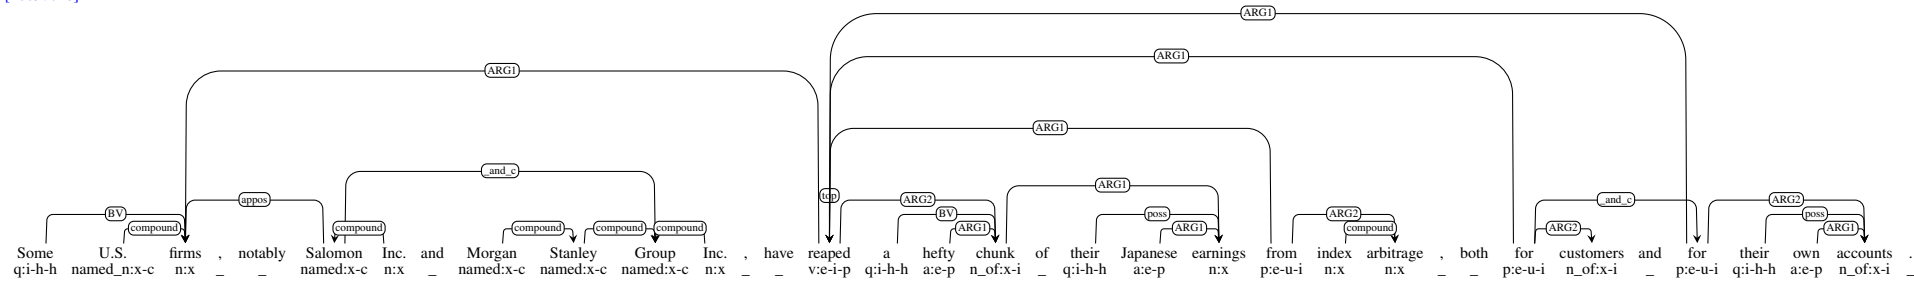 ARG1
ARG1
ARG1
ARG1
_and_c ARG1
top
appos ARG2 _and_c ARG2
BV BV poss ARG2 poss
compound compound compound compound compound ARG1 ARG1 compound ARG2 ARG1
Some U.S. firms , notably Salomon Inc. and Morgan Stanley Group Inc. , have reaped a hefty chunk of their Japanese earnings from index arbitrage , both for customers and for their own accounts .
q:i-h-h named_n:x-c n:x _ _ named:x-c n:x _ named:x-c named:x-c named:x-c n:x _ _ v:e-i-p q:i-h-h a:e-p n_of:x-i _ q:i-h-h a:e-p n:x p:e-u-i n:x n:x _ _ p:e-u-i n_of:x-i _ p:e-u-i q:i-h-h a:e-p n_of:x-i _